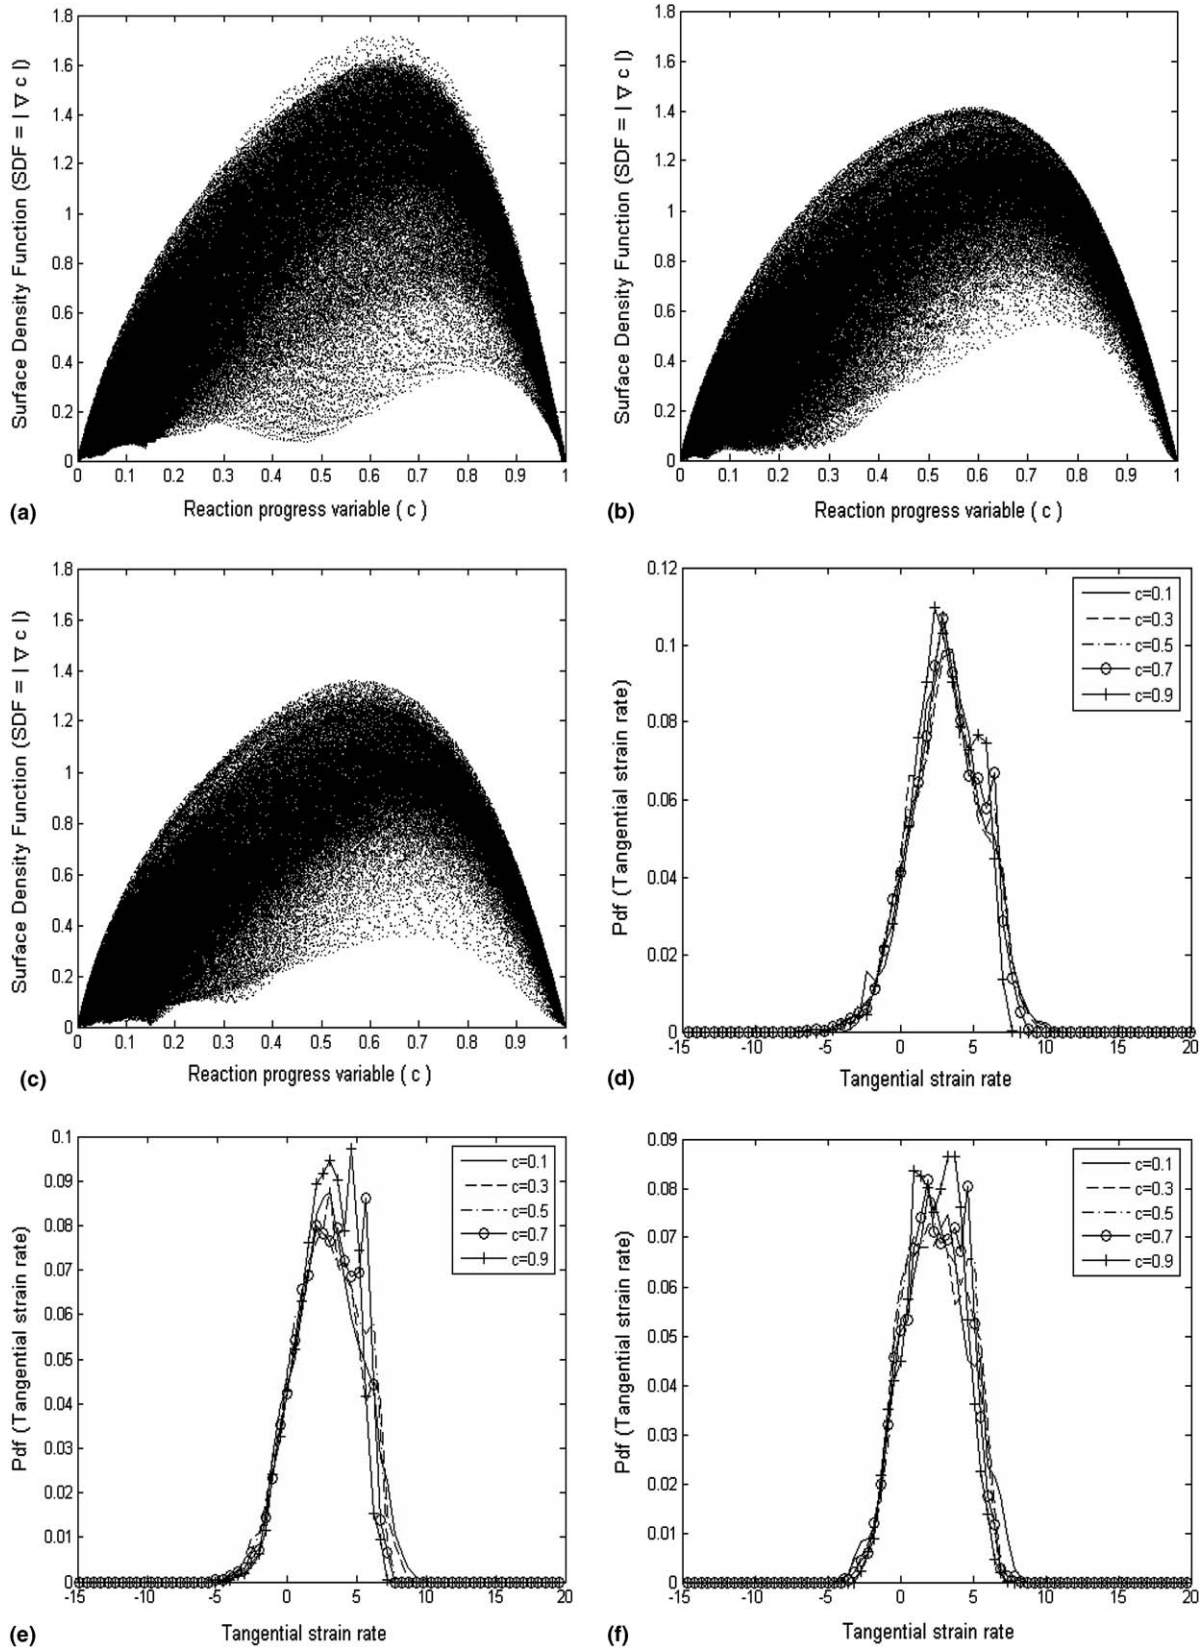 1.8
1.6
1.4
1.2
1
0.8
0.6
0.4
0.2
0
Surface Density Function (SDF = | ∇ c |)
0 0.1 0.2 0.3 0.4 0.5 0.6 0.7 0.8 0.9 1
(a) Reaction progress variable ( c )
1.8
1.6
1.4
1.2
1
0.8
0.6
0.4
0.2
0
Surface Density Function (SDF = | ∇ c |)
0 0.1 0.2 0.3 0.4 0.5 0.6 0.7 0.8 0.9 1
(b) Reaction progress variable ( c )
1.8
1.6
1.4
1.2
1
0.8
0.6
0.4
0.2
0
Surface Density Function (SDF = | ∇ c |)
0 0.1 0.2 0.3 0.4 0.5 0.6 0.7 0.8 0.9 1
(c) Reaction progress variable ( c )
0.12
0.1
0.08
0.06
0.04
0.02
0
Pdf (Tangential strain rate)
c=0.1
c=0.3
c=0.5
c=0.7
c=0.9
-15 -10 -5 0 5 10 15 20
(d) Tangential strain rate
0.1
0.09
0.08
0.07
0.06
0.05
0.04
0.03
0.02
0.01
0
Pdf (Tangential strain rate)
c=0.1
c=0.3
c=0.5
c=0.7
c=0.9
-15 -10 -5 0 5 10 15 20
(e) Tangential strain rate
0.09
0.08
0.07
0.06
0.05
0.04
0.03
0.02
0.01
0
Pdf (Tangential strain rate)
c=0.1
c=0.3
c=0.5
c=0.7
c=0.9
-15 -10 -5 0 5 10 15 20
(f) Tangential strain rate